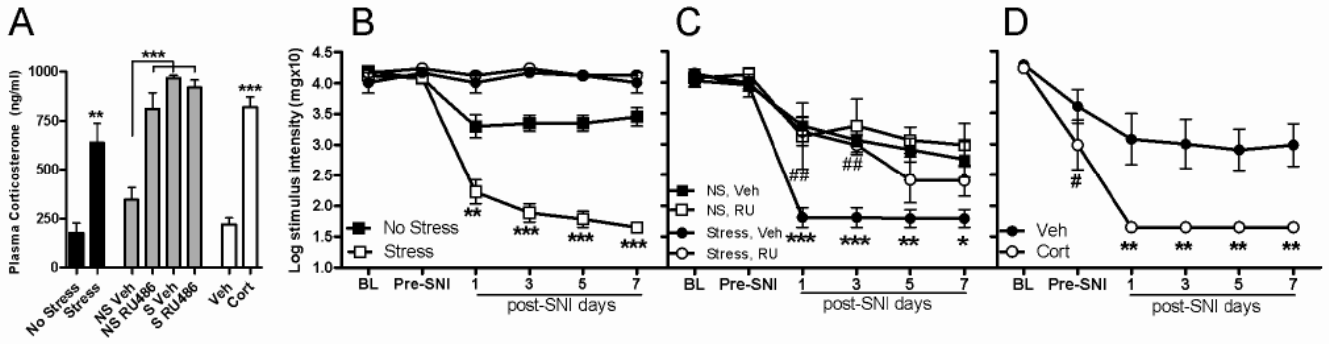 A
Plasma Corticosterone (ng/ml)
1000
750
500
250
0
**
***
***
No Stress
Stress
NS Veh
NS RU486
S Veh
S RU486
Veh
Cort
B
Log stimulus intensity (mgx10)
4.5
4.0
3.5
3.0
2.5
2.0
1.5
1.0
**
***
***
***
No Stress
Stress
BL Pre-SNI 1 3 5 7
post-SNI days
C
##
##
NS, Veh
NS, RU
Stress, Veh
Stress, RU
***
***
**
*
BL Pre-SNI 1 3 5 7
post-SNI days
D
#
Veh
Cort
**
**
**
**
BL Pre-SNI 1 3 5 7
post-SNI days